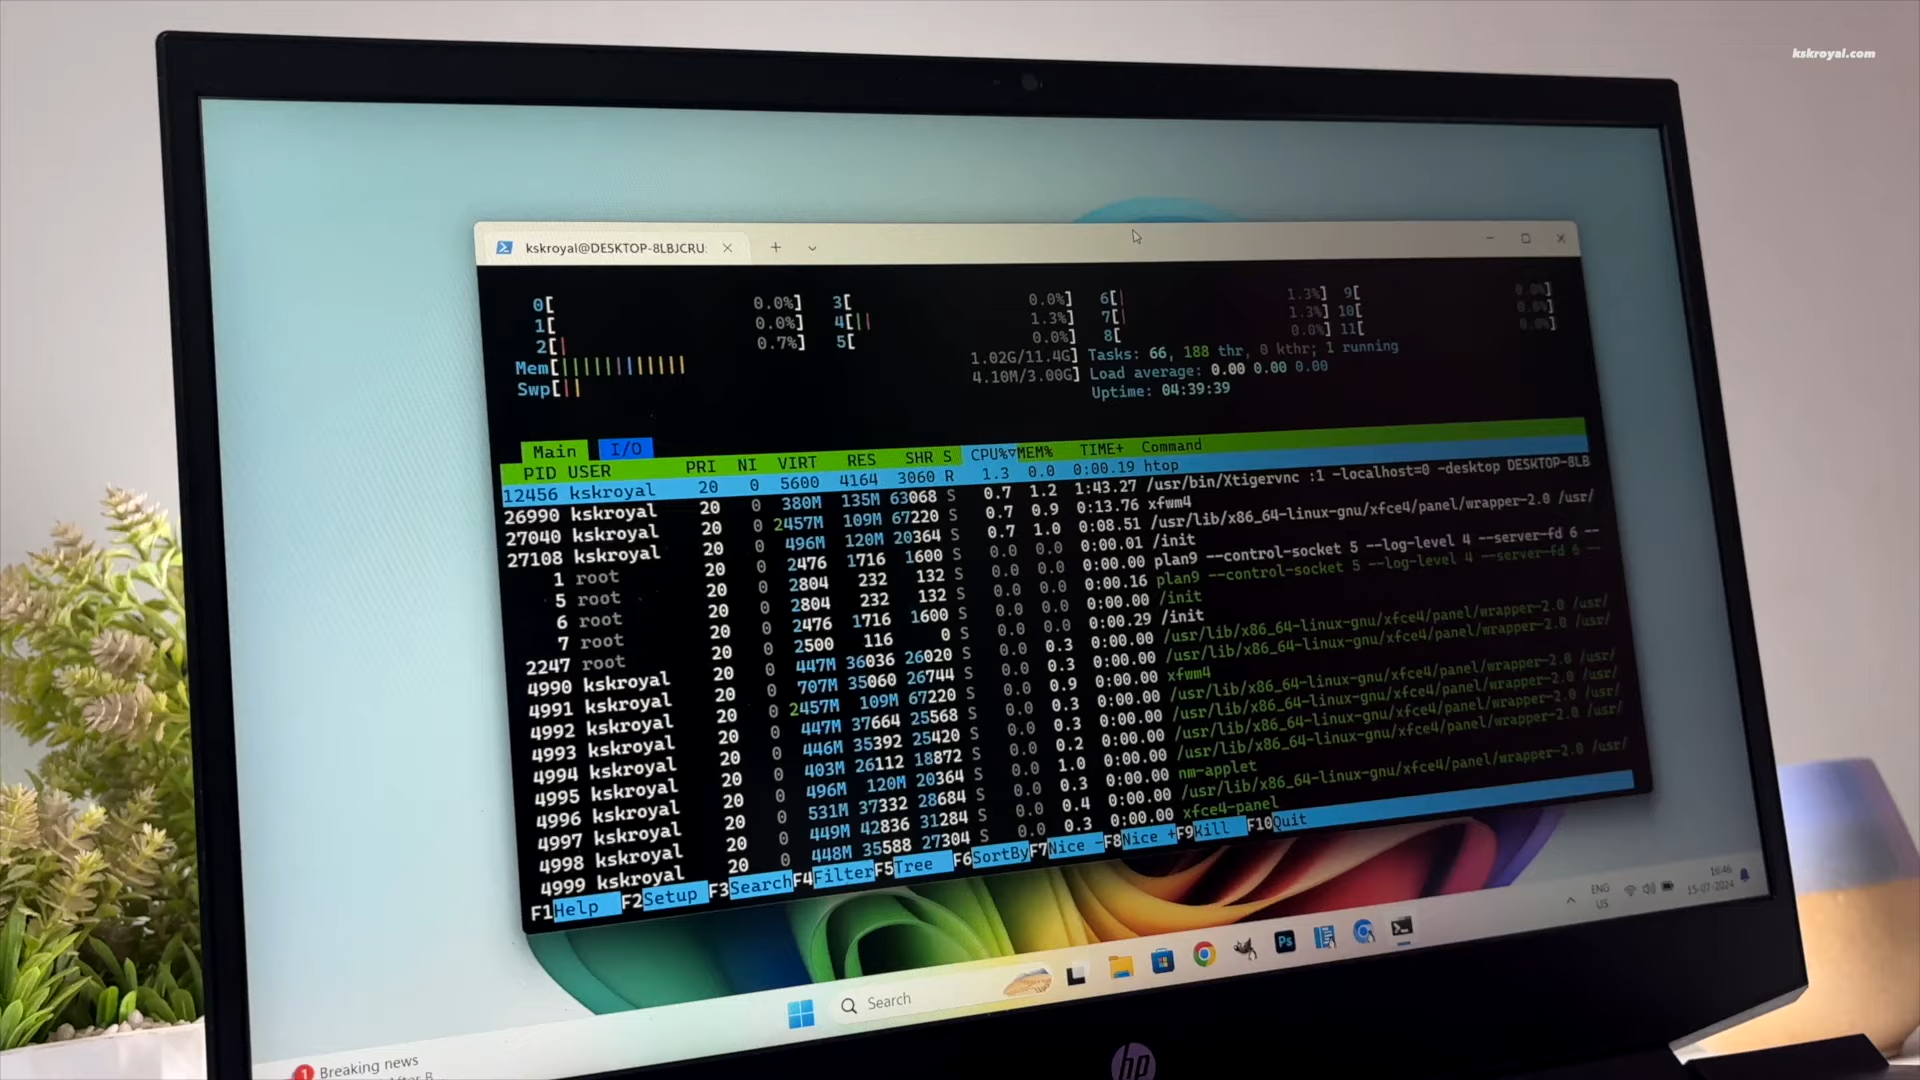 kskroyal.com
kskroyal@DESKTOP-8LBJCRU:
0[ 0.0%] 3[ 0.0%] 6[| 1.3%] 9[ 0.0%]
1[ 0.0%] 4[|| 1.3%] 7[| 1.3%] 10[ 0.0%]
2[| 0.7%] 5[ 0.0%] 8[ 0.0%] 11[ 0.0%]
Mem[|||||||||||| 1.02G/11.4G] Tasks: 66, 188 thr, 0 kthr; 1 running
Swp[|| 4.10M/3.00G] Load average: 0.00 0.00 0.00
Uptime: 04:39:39
Main I/O
PID USER PRI NI VIRT RES SHR S CPU%▽MEM% TIME+ Command
12456 kskroyal 20 0 5600 4164 3060 R 1.3 0.0 0:00.19 htop
26990 kskroyal 20 0 380M 135M 63068 S 0.7 1.2 1:43.27 /usr/bin/Xtigervnc :1 -localhost=0 -desktop DESKTOP-8LB
27040 kskroyal 20 0 2457M 109M 67220 S 0.7 0.9 0:13.76 xfwm4
27108 kskroyal 20 0 496M 120M 20364 S 0.7 1.0 0:08.51 /usr/lib/x86_64-linux-gnu/xfce4/panel/wrapper-2.0 /usr/
1 root 20 0 2476 1716 1600 S 0.0 0.0 0:00.01 /init
5 root 20 0 2804 232 132 S 0.0 0.0 0:00.00 plan9 --control-socket 5 --log-level 4 --server-fd 6 --
6 root 20 0 2804 232 132 S 0.0 0.0 0:00.16 plan9 --control-socket 5 --log-level 4 --server-fd 6 --
7 root 20 0 2476 1716 1600 S 0.0 0.0 0:00.00 /init
2247 root 20 0 2500 116 0 S 0.0 0.0 0:00.29 /init
4990 kskroyal 20 0 447M 36036 26020 S 0.0 0.3 0:00.00 /usr/lib/x86_64-linux-gnu/xfce4/panel/wrapper-2.0 /usr/
4991 kskroyal 20 0 707M 35060 26744 S 0.0 0.3 0:00.00 /usr/lib/x86_64-linux-gnu/xfce4/panel/wrapper-2.0 /usr/
4992 kskroyal 20 0 2457M 109M 67220 S 0.0 0.9 0:00.00 xfwm4
4993 kskroyal 20 0 447M 37664 25568 S 0.0 0.3 0:00.00 /usr/lib/x86_64-linux-gnu/xfce4/panel/wrapper-2.0 /usr/
4994 kskroyal 20 0 446M 35392 25420 S 0.0 0.3 0:00.00 /usr/lib/x86_64-linux-gnu/xfce4/panel/wrapper-2.0 /usr/
4995 kskroyal 20 0 403M 26112 18872 S 0.0 0.2 0:00.00 /usr/lib/x86_64-linux-gnu/xfce4/panel/wrapper-2.0 /usr/
4996 kskroyal 20 0 496M 120M 20364 S 0.0 1.0 0:00.00 /usr/lib/x86_64-linux-gnu/xfce4/panel/wrapper-2.0 /usr/
4997 kskroyal 20 0 531M 37332 28684 S 0.0 0.3 0:00.00 nm-applet
4998 kskroyal 20 0 449M 42836 31284 S 0.0 0.4 0:00.00 /usr/lib/x86_64-linux-gnu/xfce4/panel/wrapper-2.0 /usr/
4999 kskroyal 20 0 448M 35588 27304 S 0.0 0.3 0:00.00 xfce4-panel
F1Help F2Setup F3Search F4Filter F5Tree F6SortBy F7Nice - F8Nice + F9Kill F10Quit
ENG
US
16:46
15-07-2024
Search
Ps
1 Breaking news
hp